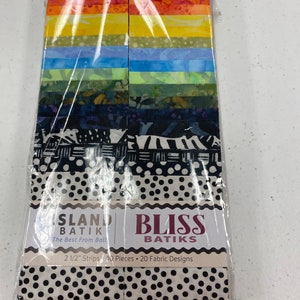 ISLAND
BATIK
The Best From Bali
BLISS
BATIKS
2 1/2" Strips • 40 Pieces • 20 Fabric Designs